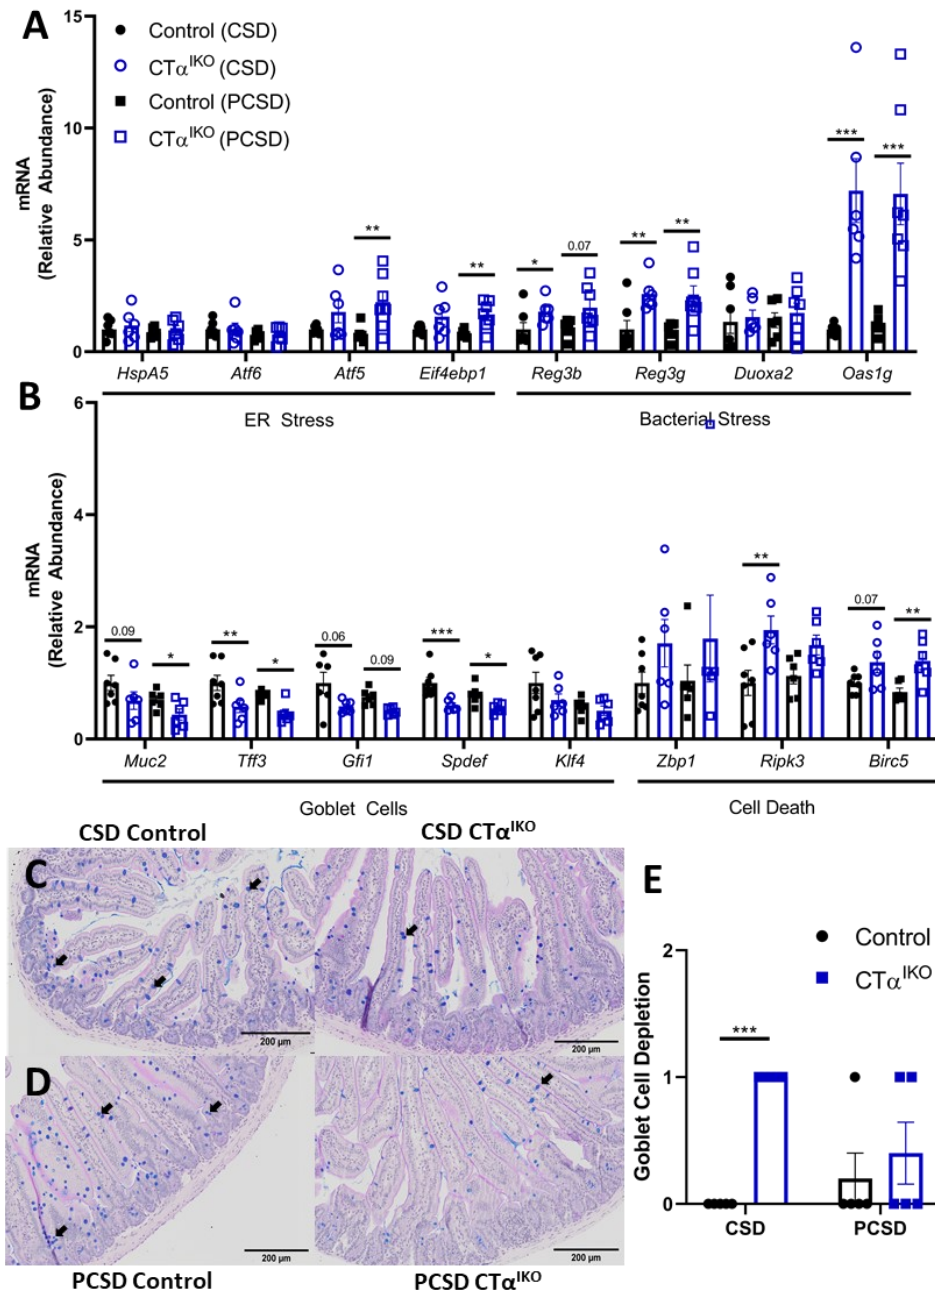 A
15
10
5
0
mRNA
(Relative Abundance)
Control (CSD)
CTα^IKO (CSD)
Control (PCSD)
CTα^IKO (PCSD)
** ** * 0.07 ** ** *** ***
HspA5 Atf6 Atf5 Eif4ebp1 Reg3b Reg3g Duoxa2 Oas1g
ER Stress Bacterial Stress
B
6
4
2
0
mRNA
(Relative Abundance)
0.09 * ** * 0.06 0.09 *** * ** 0.07 **
Muc2 Tff3 Gfi1 Spdef Klf4 Zbp1 Ripk3 Birc5
Goblet Cells Cell Death
CSD Control CSD CTα^IKO
C
200 µm 200 µm
D
200 µm 200 µm
PCSD Control PCSD CTα^IKO
E
Control
CTα^IKO
2
1
0
Goblet Cell Depletion
***
CSD PCSD